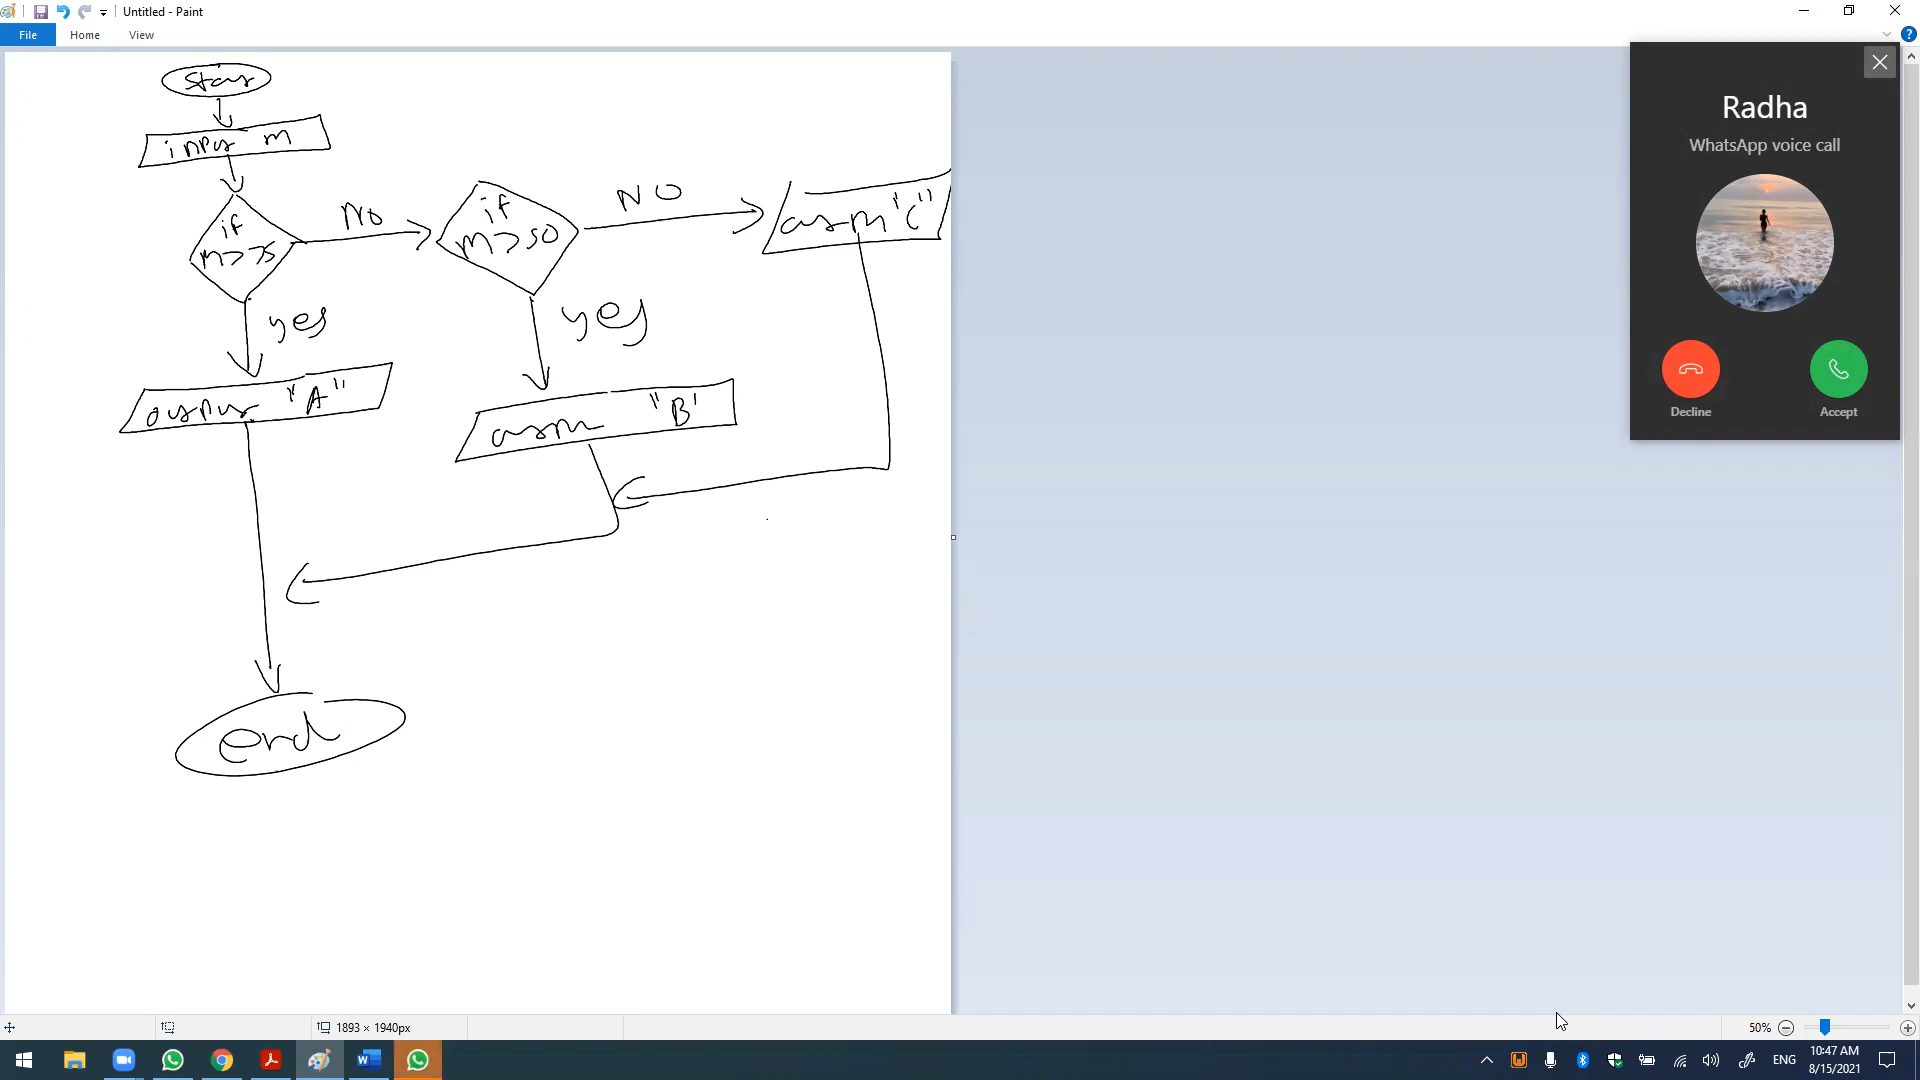 Untitled - Paint
File Home View
Start
input m
if
m>75
NO
if
m>50
NO
"C"
yes
yes
output "A"
"B'
end
Radha
WhatsApp voice call
Decline
Accept
1893 × 1940px
50%
ENG
10:47 AM
8/15/2021